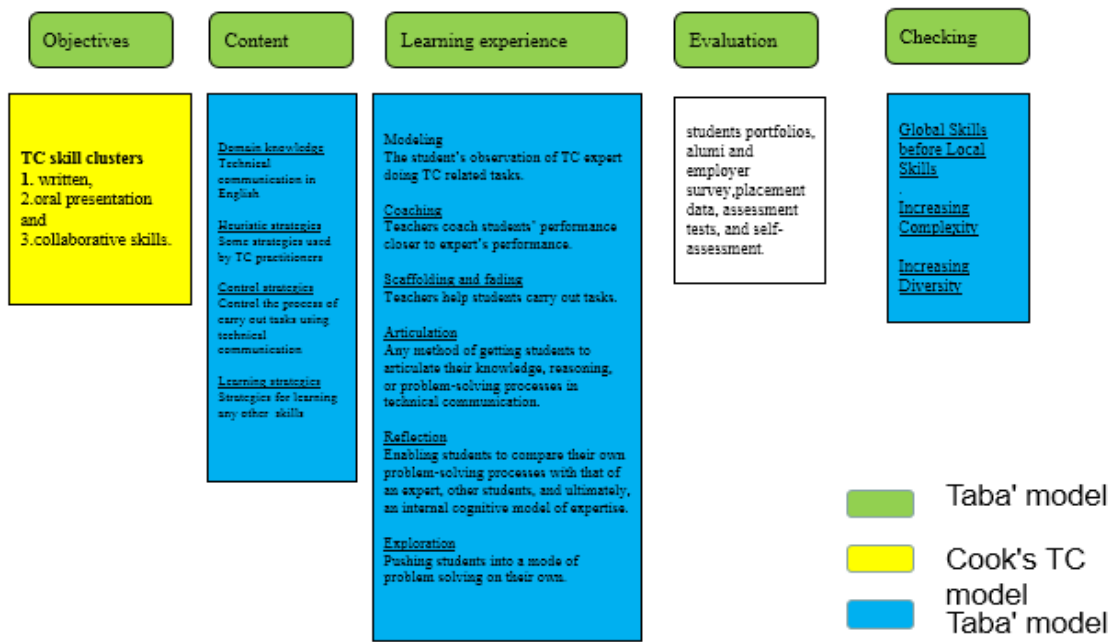 Objectives
Content
Learning experience
Evaluation
Checking
TC skill clusters
1. written,
2.oral presentation
and
3.collaborative skills.
Domain knowledge
Technical
communication in
English
Heuristic strategies
Some strategies used
by TC practitioners
Control strategies
Control the process of
carry out tasks using
technical
communication
Learning strategies
Strategies for learning
any other skills
Modeling
The student's observation of TC expert
doing TC related tasks.
Coaching
Teachers coach students' performance
closer to expert's performance.
Scaffolding and fading
Teachers help students carry out tasks.
Articulation
Any method of getting students to
articulate their knowledge, reasoning,
or problem-solving processes in
technical communication.
Reflection
Enabling students to compare their own
problem-solving processes with that of
an expert, other students, and ultimately,
an internal cognitive model of expertise.
Exploration
Pushing students into a mode of
problem solving on their own.
students portfolios,
alumi and
employer
survey,placement
data, assessment
tests, and self-
assessment.
Global Skills
before Local
Skills
.
Increasing
Complexity
Increasing
Diversity
Taba' model
Cook's TC
model
Taba' model